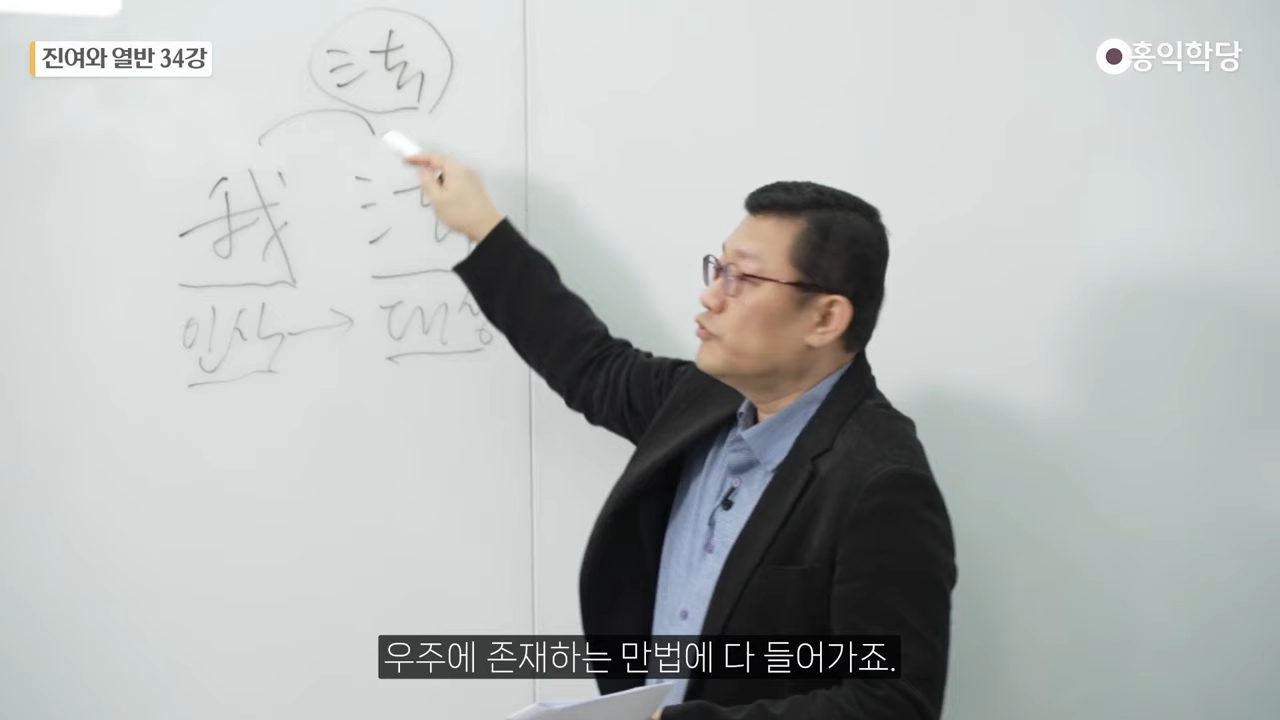 진여와 열반 34강
홍익학당
法
我 法
인식 → 대상
우주에 존재하는 만법에 다 들어가죠.